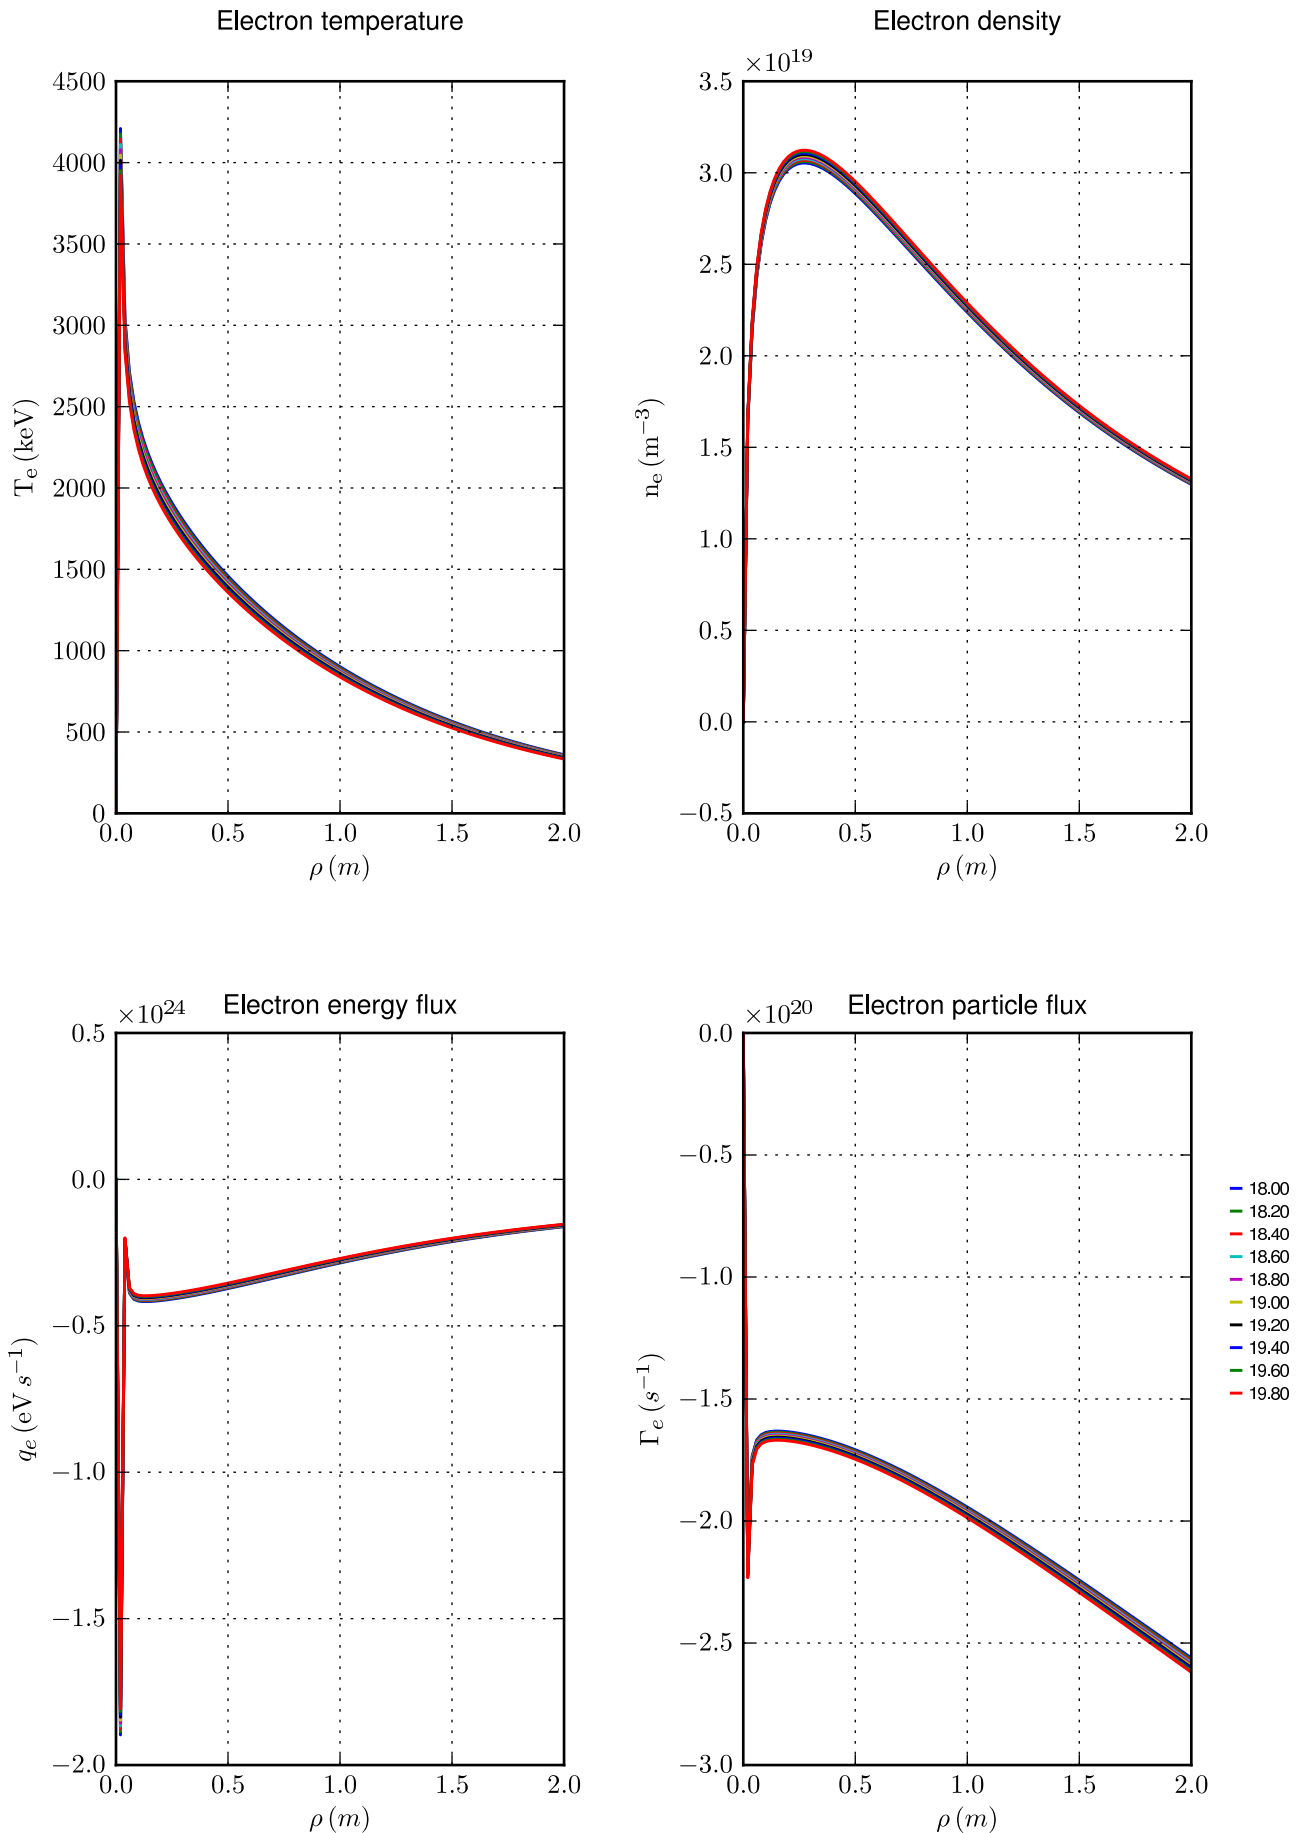 Electron temperature
4500
4000
3500
3000
2500
2000
1500
1000
500
0
T_e (keV)
0.0 0.5 1.0 1.5 2.0
ρ (m)
Electron density
×10^19
3.5
3.0
2.5
2.0
1.5
1.0
0.5
0.0
−0.5
n_e (m^−3)
0.0 0.5 1.0 1.5 2.0
ρ (m)
Electron energy flux
×10^24
0.5
0.0
−0.5
−1.0
−1.5
−2.0
q_e (eV s^−1)
0.0 0.5 1.0 1.5 2.0
ρ (m)
Electron particle flux
×10^20
0.0
−0.5
−1.0
−1.5
−2.0
−2.5
−3.0
Γ_e (s^−1)
0.0 0.5 1.0 1.5 2.0
ρ (m)
18.00
18.20
18.40
18.60
18.80
19.00
19.20
19.40
19.60
19.80